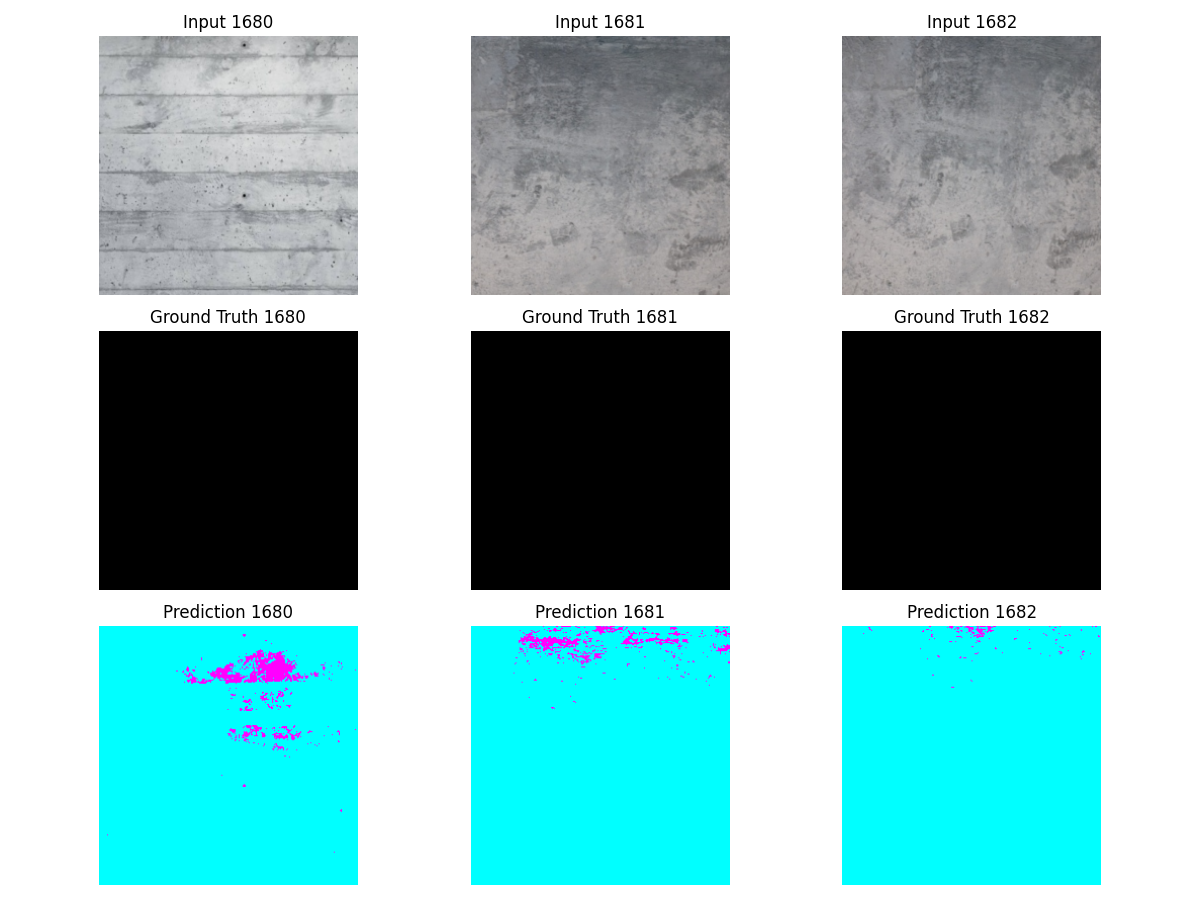 Input 1680
Input 1681
Input 1682
Ground Truth 1680
Ground Truth 1681
Ground Truth 1682
Prediction 1680
Prediction 1681
Prediction 1682